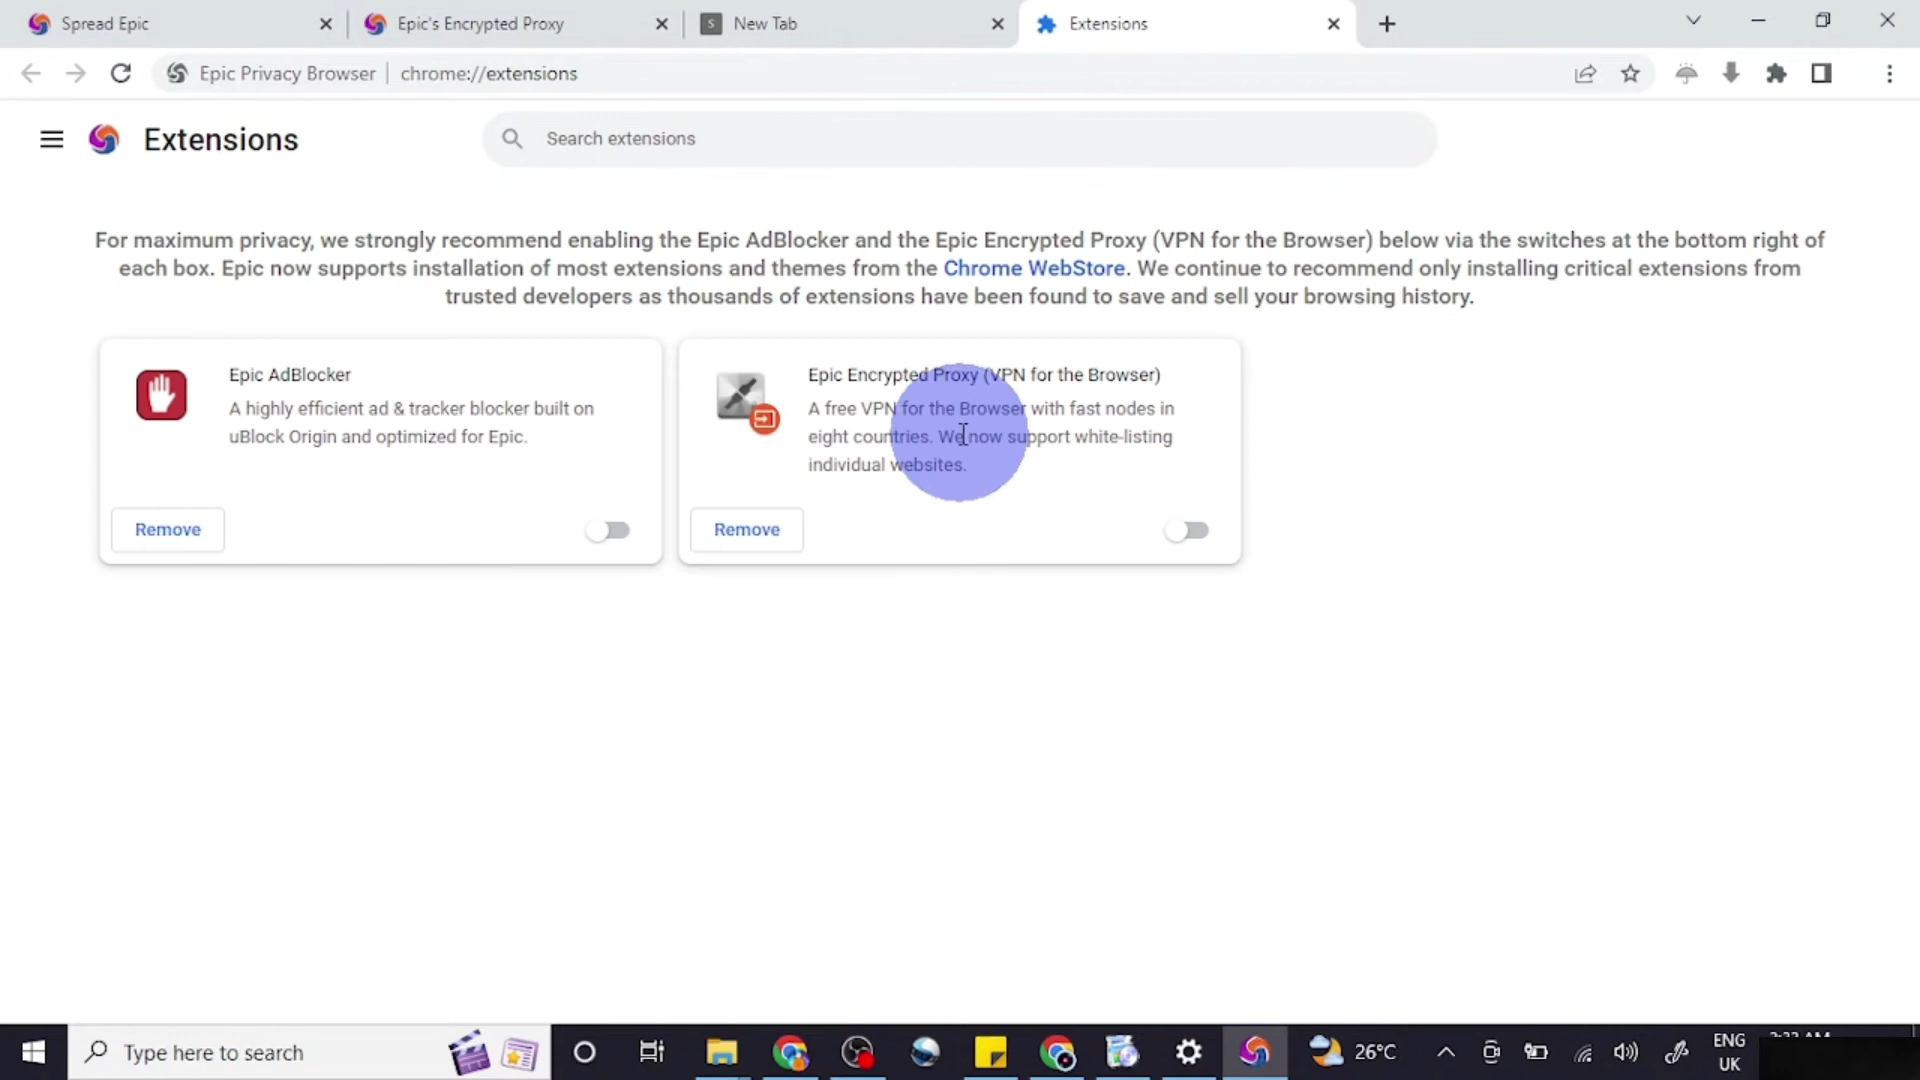 Spread Epic
Epic's Encrypted Proxy
S
New Tab
Extensions
Epic Privacy Browser
chrome://extensions
Extensions
Search extensions
For maximum privacy, we strongly recommend enabling the Epic AdBlocker and the Epic Encrypted Proxy (VPN for the Browser) below via the switches at the bottom right of
each box. Epic now supports installation of most extensions and themes from the Chrome WebStore. We continue to recommend only installing critical extensions from
trusted developers as thousands of extensions have been found to save and sell your browsing history.
Epic AdBlocker
A highly efficient ad & tracker blocker built on
uBlock Origin and optimized for Epic.
Remove
Epic Encrypted Proxy (VPN for the Browser)
A free VPN for the Browser with fast nodes in
eight countries. We now support white-listing
individual websites.
Remove
Type here to search
26°C
ENG
UK